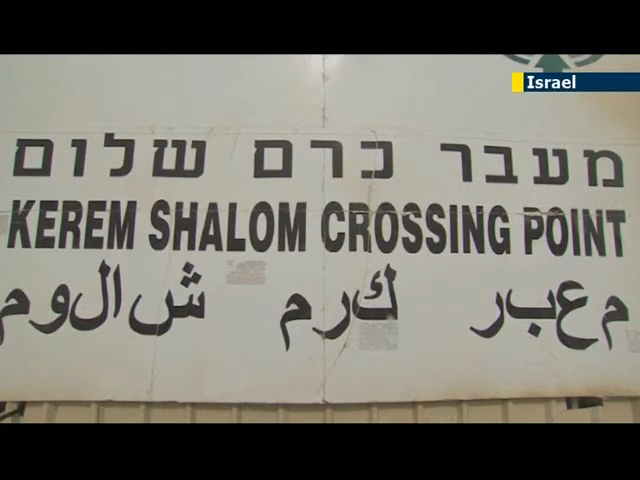 Israel
מעבר כרם שלום
KEREM SHALOM CROSSING POINT
معبر كرم شالوم